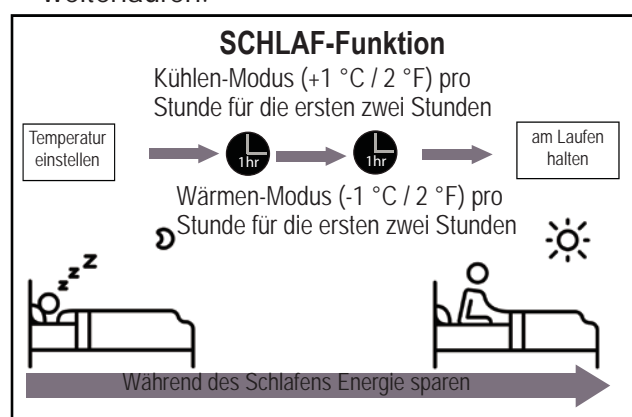 SCHLAF-Funktion
Kühlen-Modus (+1 °C / 2 °F) pro
Stunde für die ersten zwei Stunden
Temperatur
einstellen
1hr
1hr
am Laufen
halten
Wärmen-Modus (-1 °C / 2 °F) pro
Stunde für die ersten zwei Stunden
z z z
Während des Schlafens Energie sparen